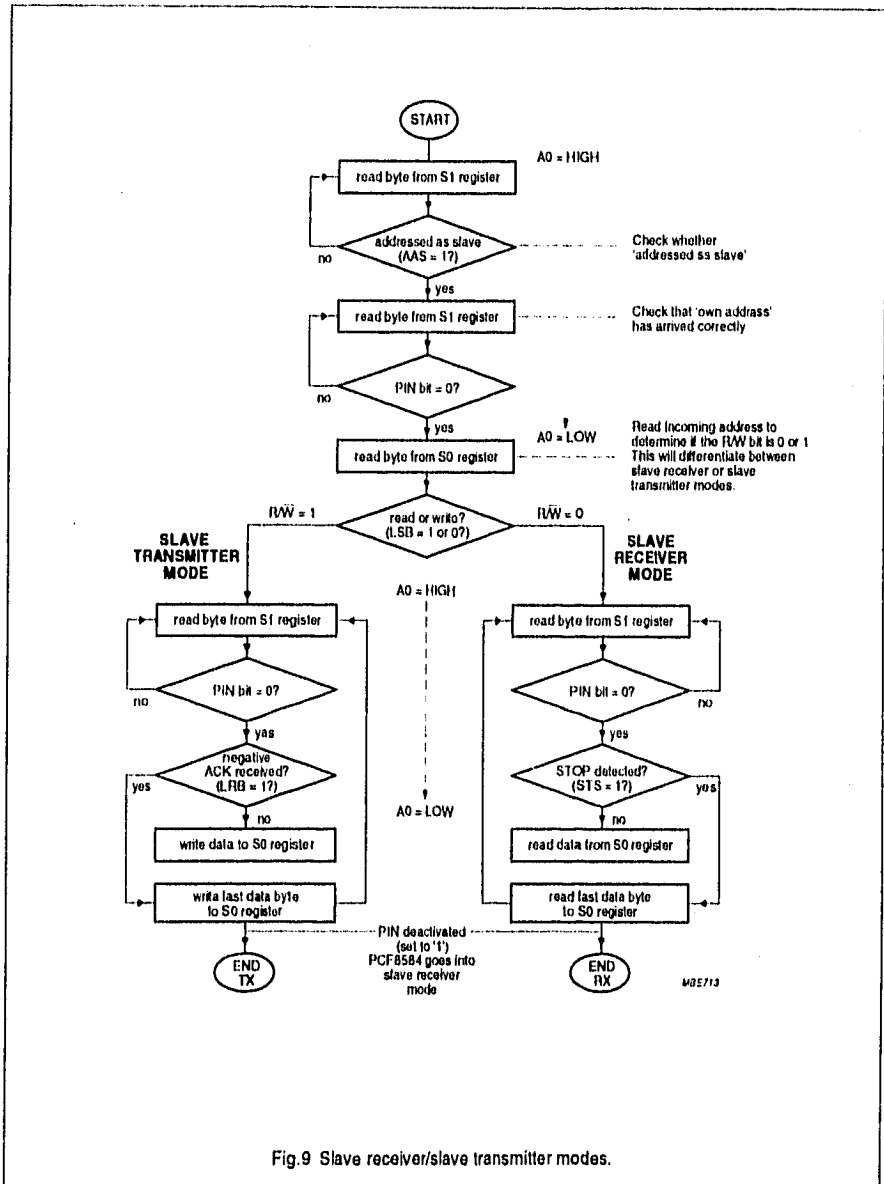 START
A0 = HIGH
read byte from S1 register
addressed as slave
(AAS = 1?)
no
Check whether
'addressed as slave'
yes
read byte from S1 register
Check that 'own address'
has arrived correctly
PIN bit = 0?
no
yes
A0 = LOW
Read Incoming address to
determine if the R/W̅ bit is 0 or 1
This will differentiate between
slave receiver or slave
transmitter modes.
read byte from S0 register
R/W̅ = 1
read or write?
(LSB = 1 or 0?)
R/W̅ = 0
SLAVE
TRANSMITTER
MODE
SLAVE
RECEIVER
MODE
A0 = HIGH
read byte from S1 register
PIN bit = 0?
no
yes
negative
ACK received?
(LRB = 1?)
yes
no
write data to S0 register
write last data byte
to S0 register
END
TX
A0 = LOW
read byte from S1 register
PIN bit = 0?
no
yes
STOP detected?
(STS = 1?)
yes
no
read data from S0 register
read last data byte
to S0 register
END
RX
PIN deactivated
(set to '1')
PCF8584 goes into
slave receiver
mode
MBE713
Fig.9 Slave receiver/slave transmitter modes.